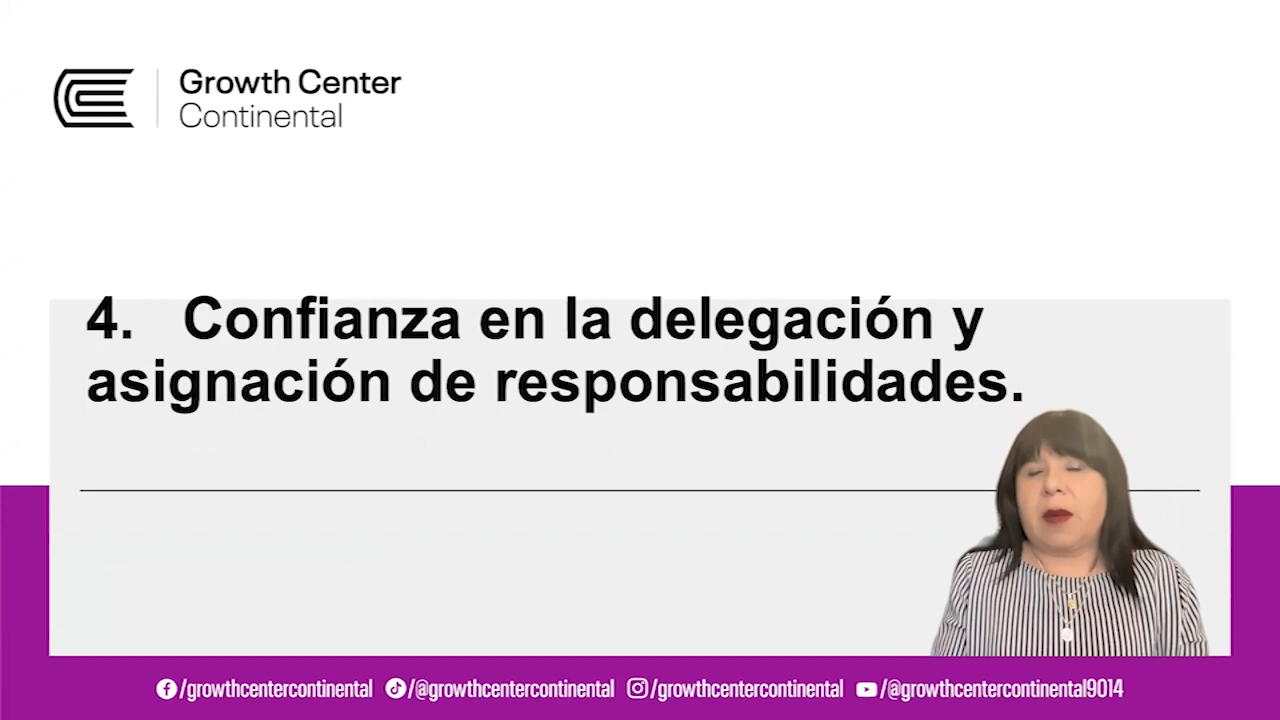 Growth Center
Continental
4. Confianza en la delegación y
asignación de responsabilidades.
/growthcentercontinental /@growthcentercontinental /growthcentercontinental /@growthcentercontinental9014